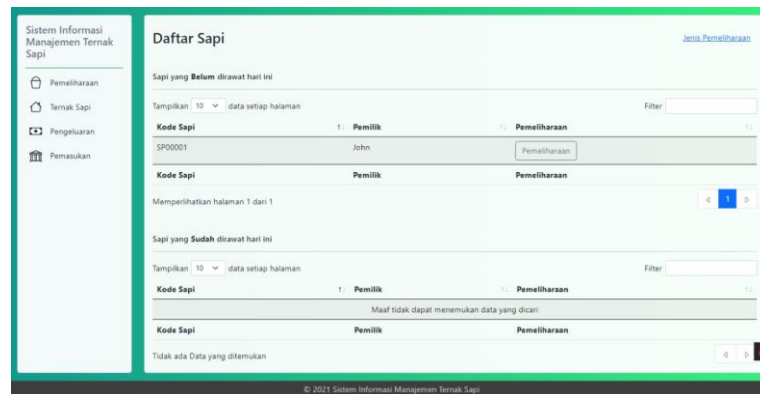 Sistem Informasi
Manajemen Ternak
Sapi
Pemeliharaan
Ternak Sapi
Pengeluaran
Pemasukan
Daftar Sapi
Jenis Pemeliharaan
Sapi yang Belum dirawat hari ini
Tampilkan 10 data setiap halaman Filter
Kode Sapi Pemilik Pemeliharaan
SP00001 John Pemeliharaan
Kode Sapi Pemilik Pemeliharaan
Memperlihatkan halaman 1 dari 1 1
Sapi yang Sudah dirawat hari ini
Tampilkan 10 data setiap halaman Filter
Kode Sapi Pemilik Pemeliharaan
Maaf tidak dapat menemukan data yang dicari
Kode Sapi Pemilik Pemeliharaan
Tidak ada Data yang ditemukan
© 2021 Sistem Informasi Manajemen Ternak Sapi